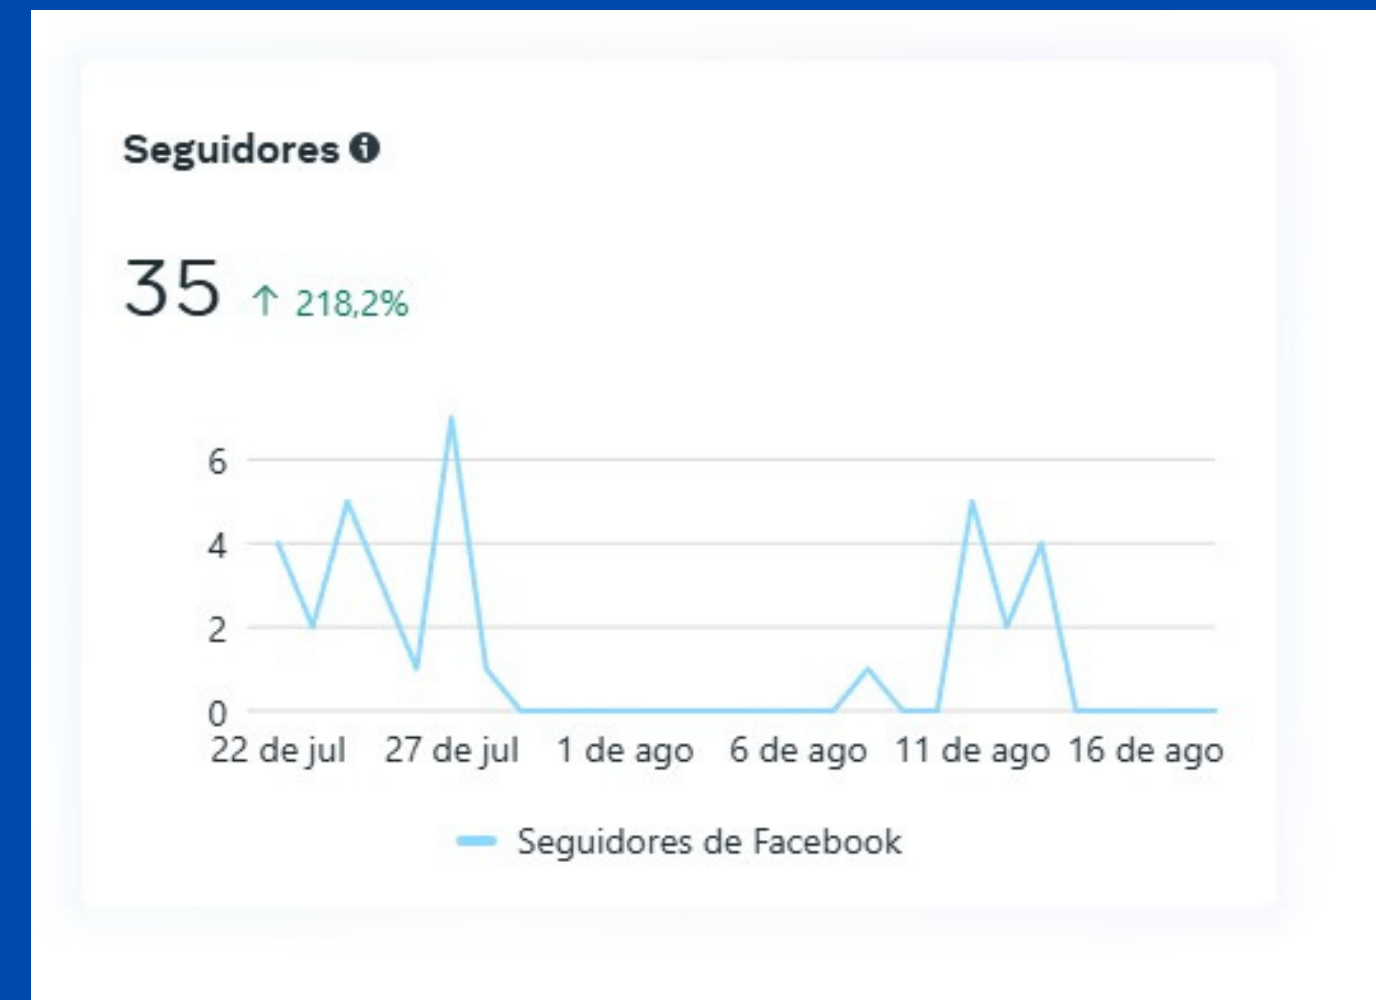 Seguidores
35 ↑ 218,2%
6
4
2
0
22 de jul 27 de jul 1 de ago 6 de ago 11 de ago 16 de ago
Seguidores de Facebook